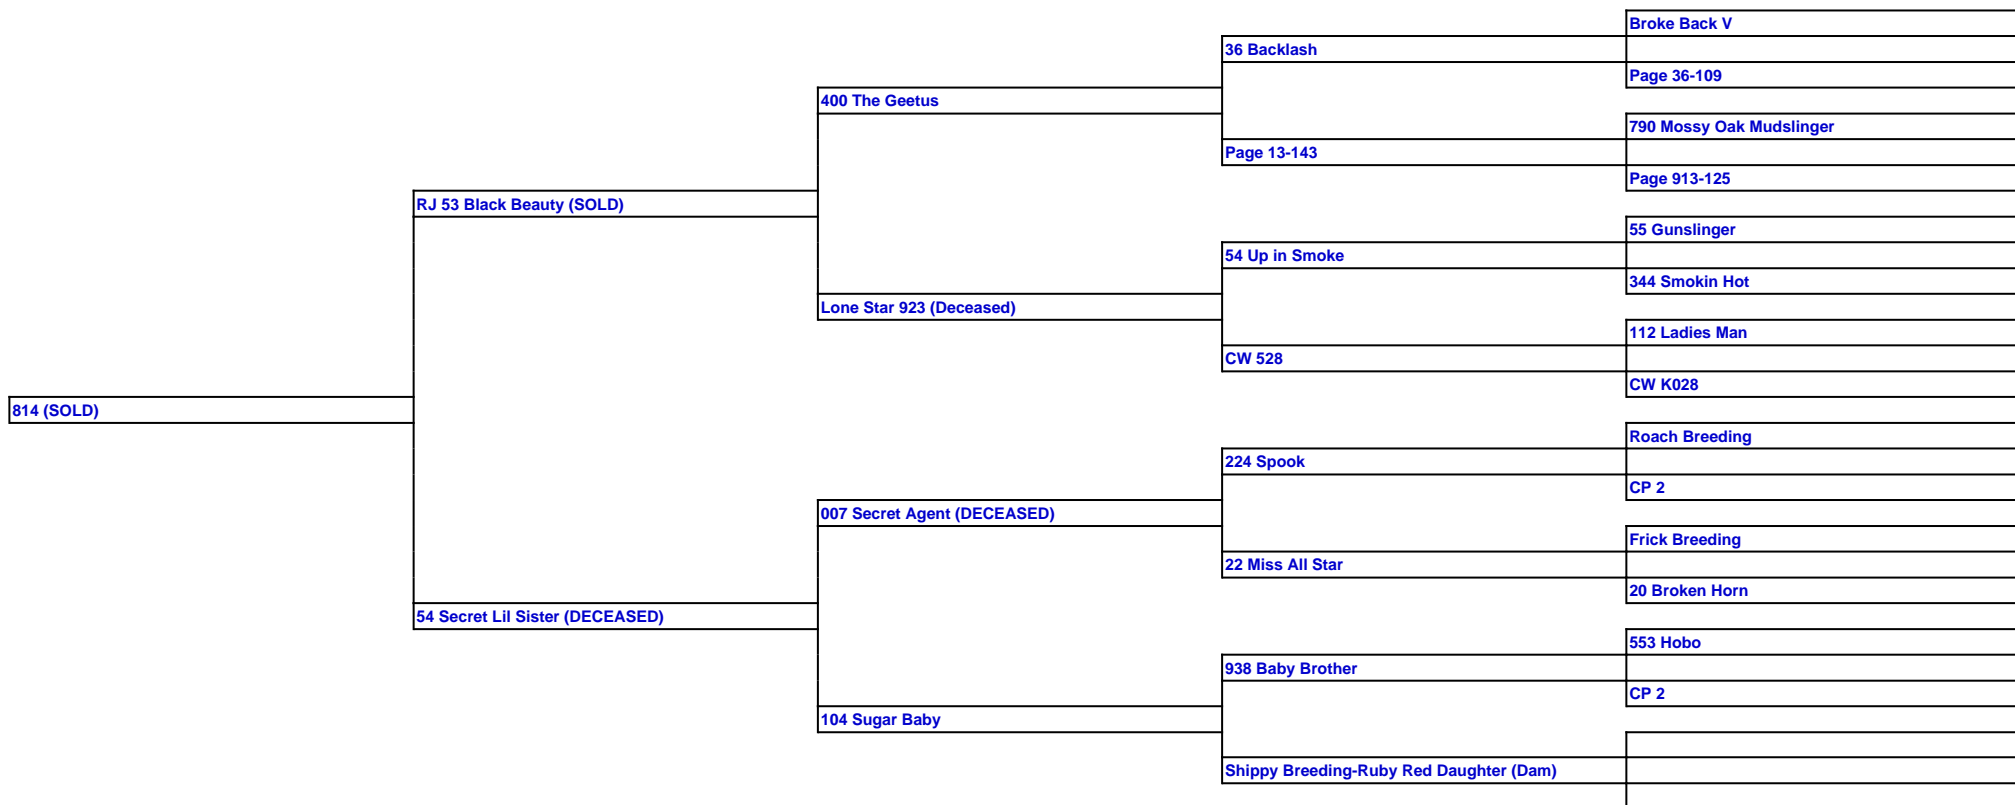 Broke Back V
36 Backlash
Page 36-109
400 The Geetus
790 Mossy Oak Mudslinger
Page 13-143
Page 913-125
RJ 53 Black Beauty (SOLD)
55 Gunslinger
54 Up in Smoke
344 Smokin Hot
Lone Star 923 (Deceased)
112 Ladies Man
CW 528
CW K028
814 (SOLD)
Roach Breeding
224 Spook
CP 2
007 Secret Agent (DECEASED)
Frick Breeding
22 Miss All Star
20 Broken Horn
54 Secret Lil Sister (DECEASED)
553 Hobo
938 Baby Brother
CP 2
104 Sugar Baby
Shippy Breeding-Ruby Red Daughter (Dam)